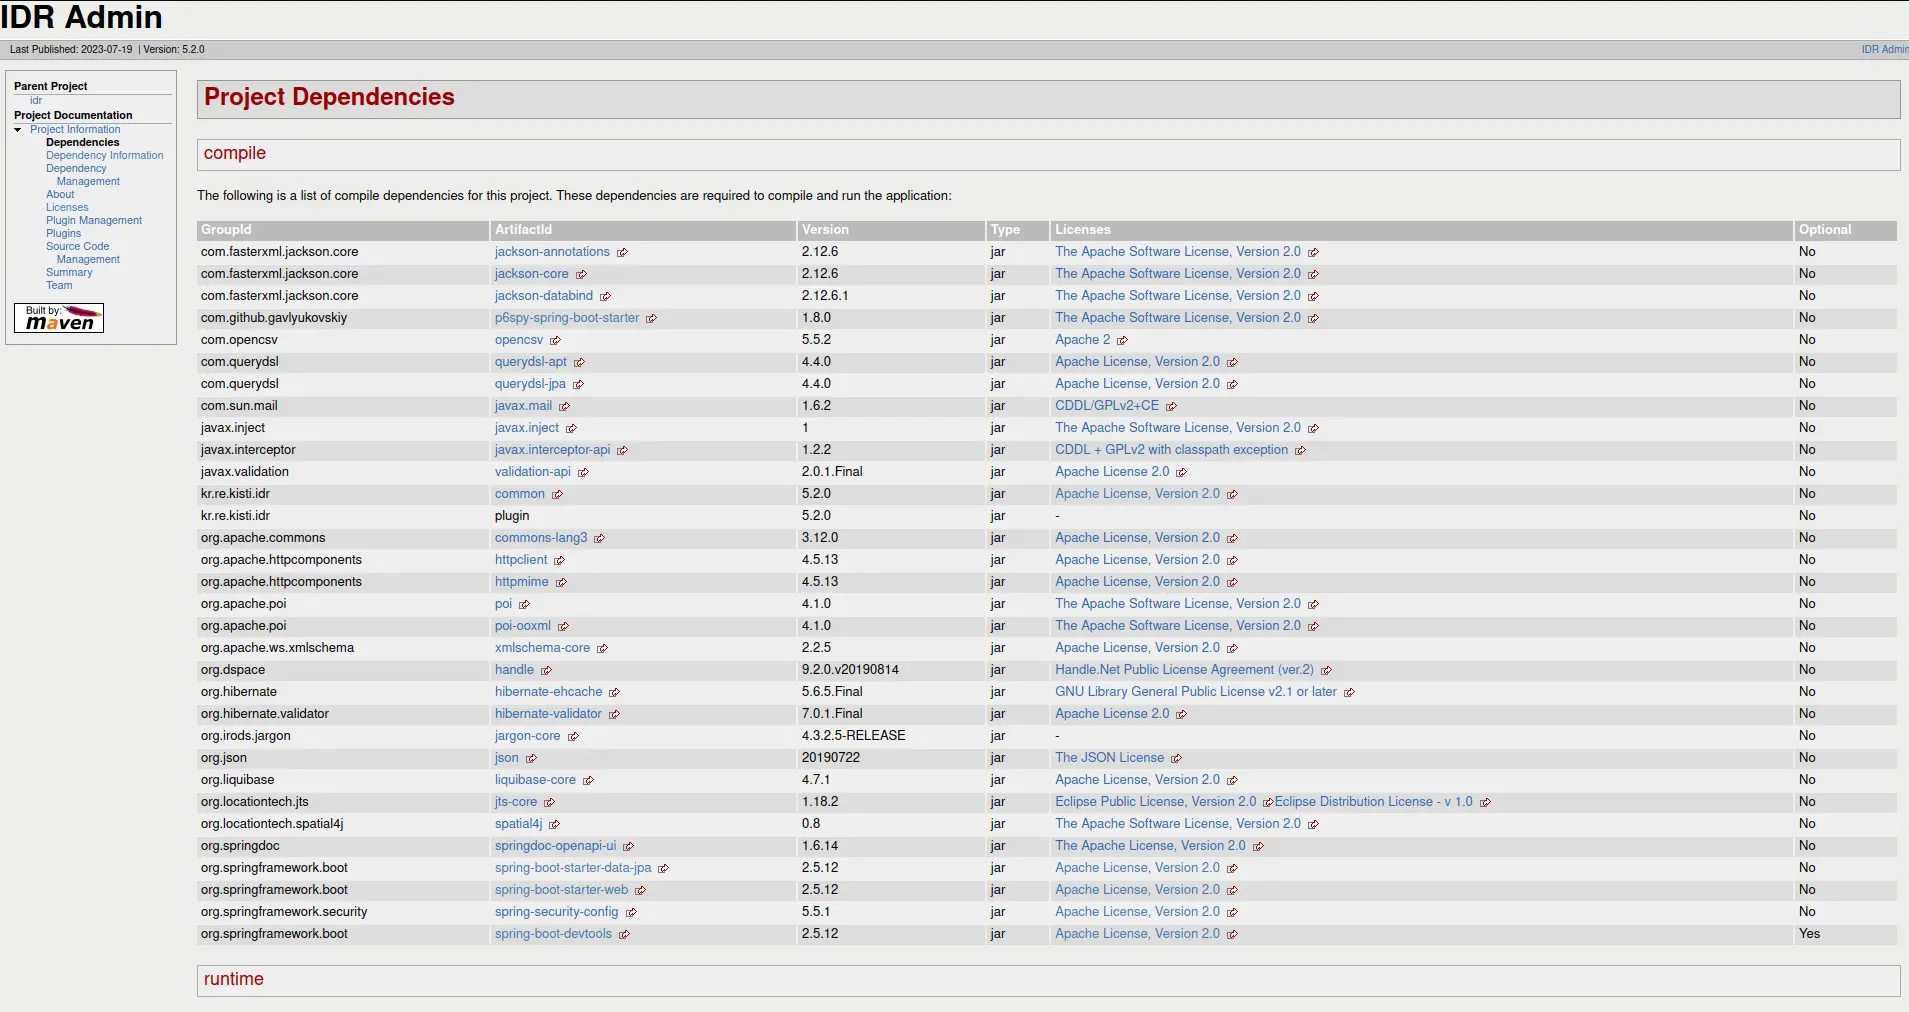 IDR Admin
Last Published: 2023-07-19 | Version: 5.2.0
IDR Admin
Parent Project
idr
Project Documentation
Project Information
Dependencies
Dependency Information
Dependency
Management
About
Licenses
Plugin Management
Plugins
Source Code
Management
Summary
Team
Built by:
maven
Project Dependencies
compile
The following is a list of compile dependencies for this project. These dependencies are required to compile and run the application:
GroupId ArtifactId Version Type Licenses Optional
com.fasterxml.jackson.core jackson-annotations 2.12.6 jar The Apache Software License, Version 2.0 No
com.fasterxml.jackson.core jackson-core 2.12.6 jar The Apache Software License, Version 2.0 No
com.fasterxml.jackson.core jackson-databind 2.12.6.1 jar The Apache Software License, Version 2.0 No
com.github.gavlyukovskiy p6spy-spring-boot-starter 1.8.0 jar The Apache Software License, Version 2.0 No
com.opencsv opencsv 5.5.2 jar Apache 2 No
com.querydsl querydsl-apt 4.4.0 jar Apache License, Version 2.0 No
com.querydsl querydsl-jpa 4.4.0 jar Apache License, Version 2.0 No
com.sun.mail javax.mail 1.6.2 jar CDDL/GPLv2+CE No
javax.inject javax.inject 1 jar The Apache Software License, Version 2.0 No
javax.interceptor javax.interceptor-api 1.2.2 jar CDDL + GPLv2 with classpath exception No
javax.validation validation-api 2.0.1.Final jar Apache License 2.0 No
kr.re.kisti.idr common 5.2.0 jar Apache License, Version 2.0 No
kr.re.kisti.idr plugin 5.2.0 jar - No
org.apache.commons commons-lang3 3.12.0 jar Apache License, Version 2.0 No
org.apache.httpcomponents httpclient 4.5.13 jar Apache License, Version 2.0 No
org.apache.httpcomponents httpmime 4.5.13 jar Apache License, Version 2.0 No
org.apache.poi poi 4.1.0 jar The Apache Software License, Version 2.0 No
org.apache.poi poi-ooxml 4.1.0 jar The Apache Software License, Version 2.0 No
org.apache.ws.xmlschema xmlschema-core 2.2.5 jar Apache License, Version 2.0 No
org.dspace handle 9.2.0.v20190814 jar Handle.Net Public License Agreement (ver.2) No
org.hibernate hibernate-ehcache 5.6.5.Final jar GNU Library General Public License v2.1 or later No
org.hibernate.validator hibernate-validator 7.0.1.Final jar Apache License 2.0 No
org.irods.jargon jargon-core 4.3.2.5-RELEASE jar - No
org.json json 20190722 jar The JSON License No
org.liquibase liquibase-core 4.7.1 jar Apache License, Version 2.0 No
org.locationtech.jts jts-core 1.18.2 jar Eclipse Public License, Version 2.0 Eclipse Distribution License - v 1.0 No
org.locationtech.spatial4j spatial4j 0.8 jar The Apache Software License, Version 2.0 No
org.springdoc springdoc-openapi-ui 1.6.14 jar The Apache License, Version 2.0 No
org.springframework.boot spring-boot-starter-data-jpa 2.5.12 jar Apache License, Version 2.0 No
org.springframework.boot spring-boot-starter-web 2.5.12 jar Apache License, Version 2.0 No
org.springframework.security spring-security-config 5.5.1 jar Apache License, Version 2.0 No
org.springframework.boot spring-boot-devtools 2.5.12 jar Apache License, Version 2.0 Yes
runtime